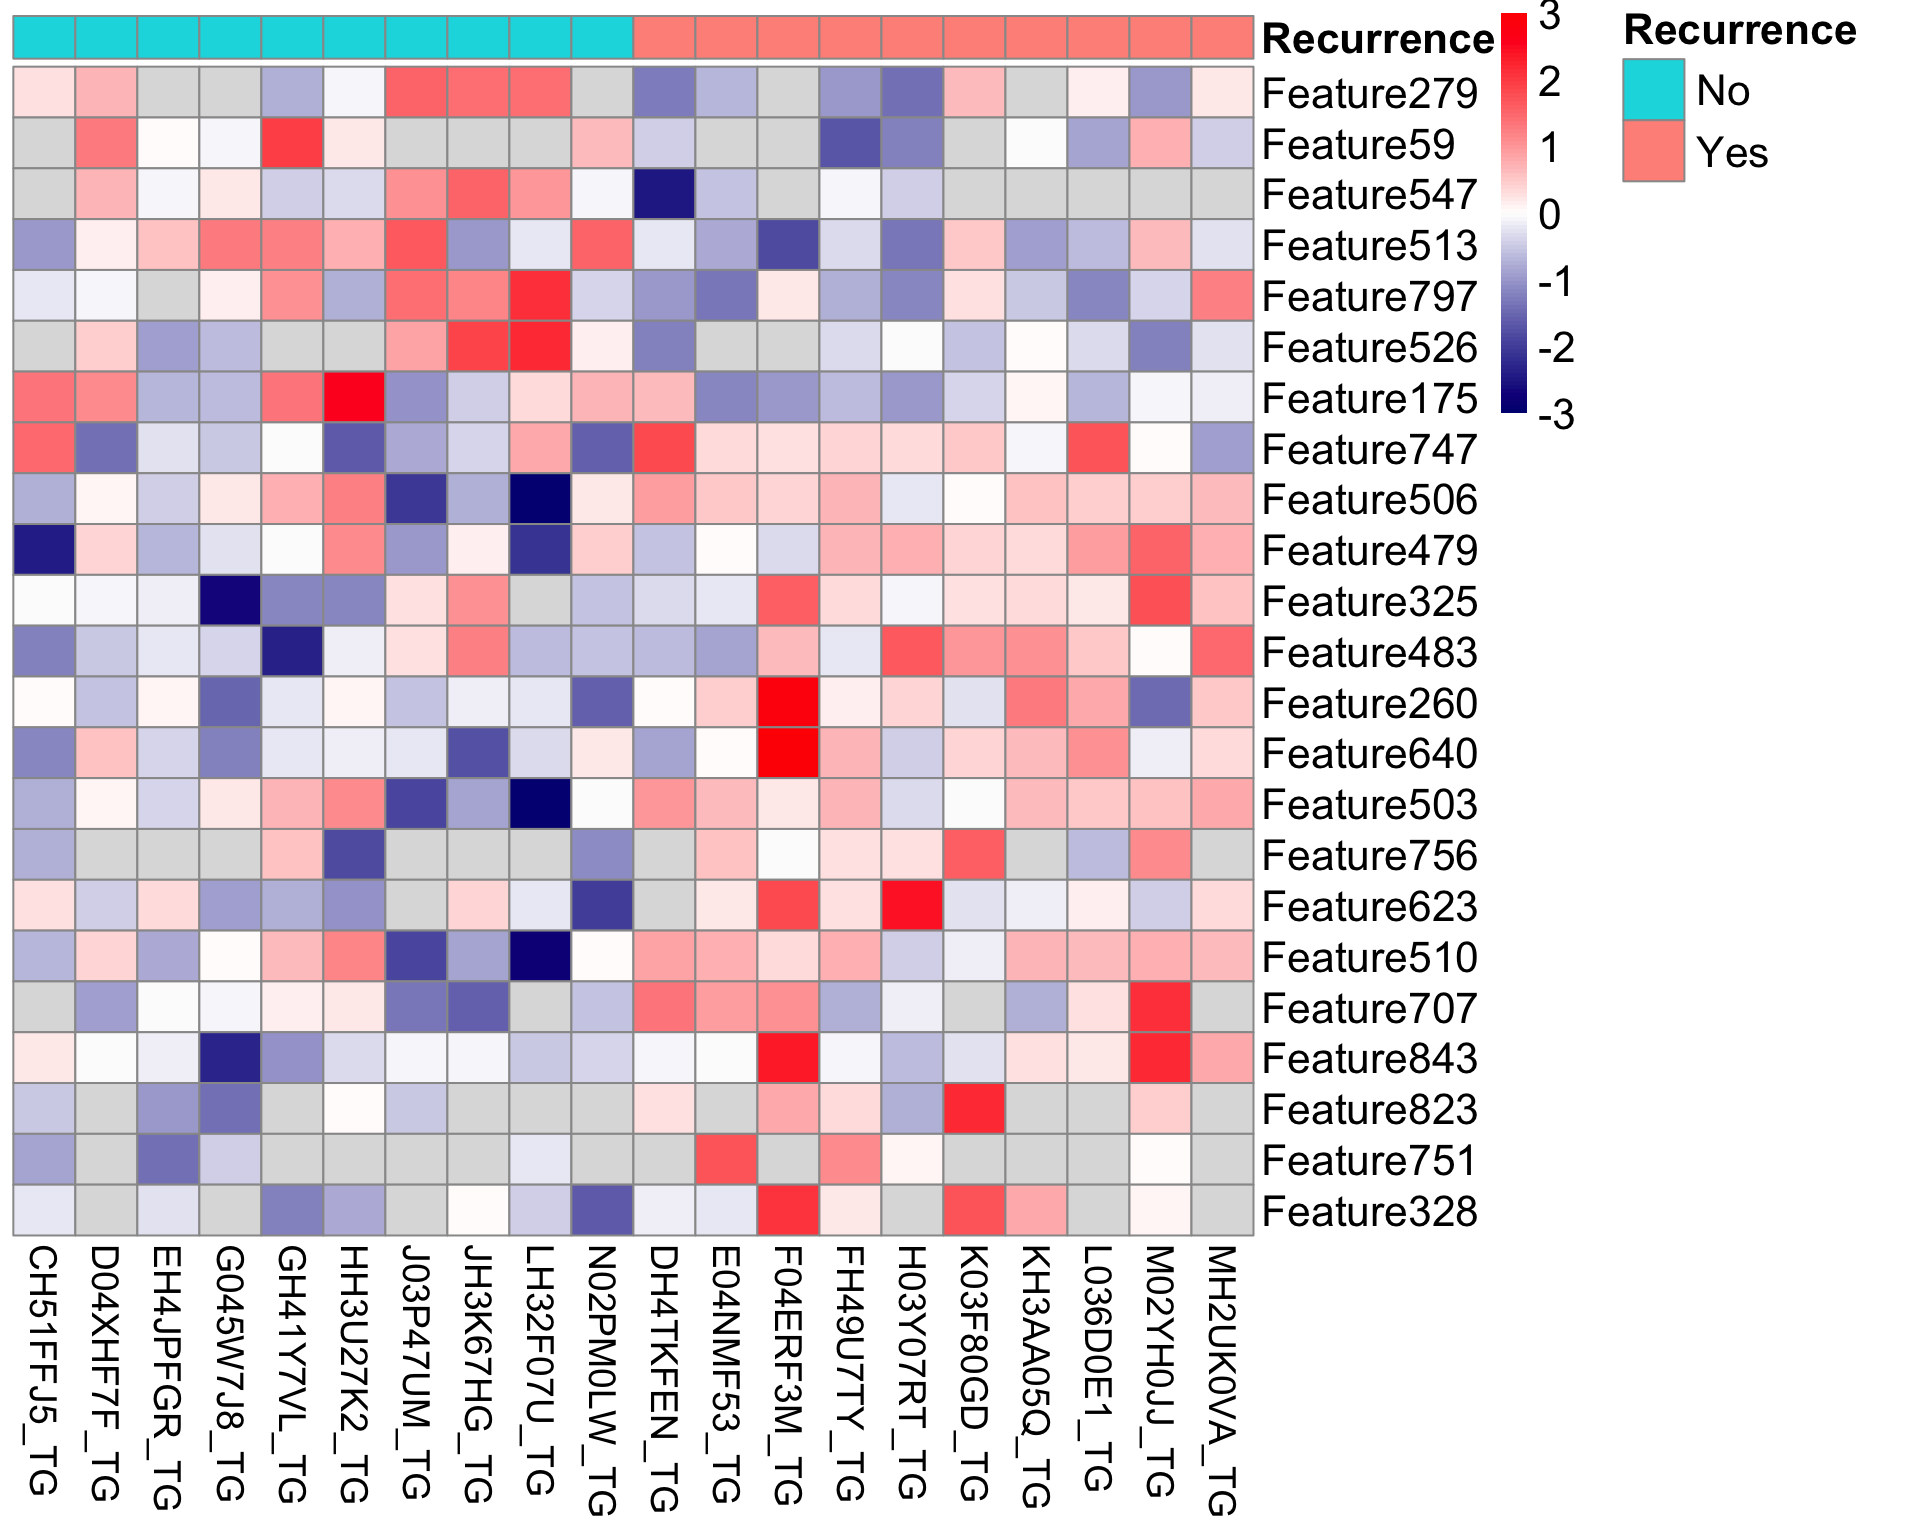 Recurrence
3
2
1
0
-1
-2
-3
Recurrence
No
Yes
Feature279
Feature59
Feature547
Feature513
Feature797
Feature526
Feature175
Feature747
Feature506
Feature479
Feature325
Feature483
Feature260
Feature640
Feature503
Feature756
Feature623
Feature510
Feature707
Feature843
Feature823
Feature751
Feature328
CH51FFJ5_TG
D04XHF7F_TG
EH4JPFGR_TG
G045W7J8_TG
GH41Y7VL_TG
HH3U27K2_TG
J03P47UM_TG
JH3K67HG_TG
LH32F07U_TG
N02PM0LW_TG
DH4TKFEN_TG
E04NMF53_TG
F04ERF3M_TG
FH49U7TY_TG
H03Y07RT_TG
K03F80GD_TG
KH3AA05Q_TG
L036D0E1_TG
M02YH0JJ_TG
MH2UK0VA_TG